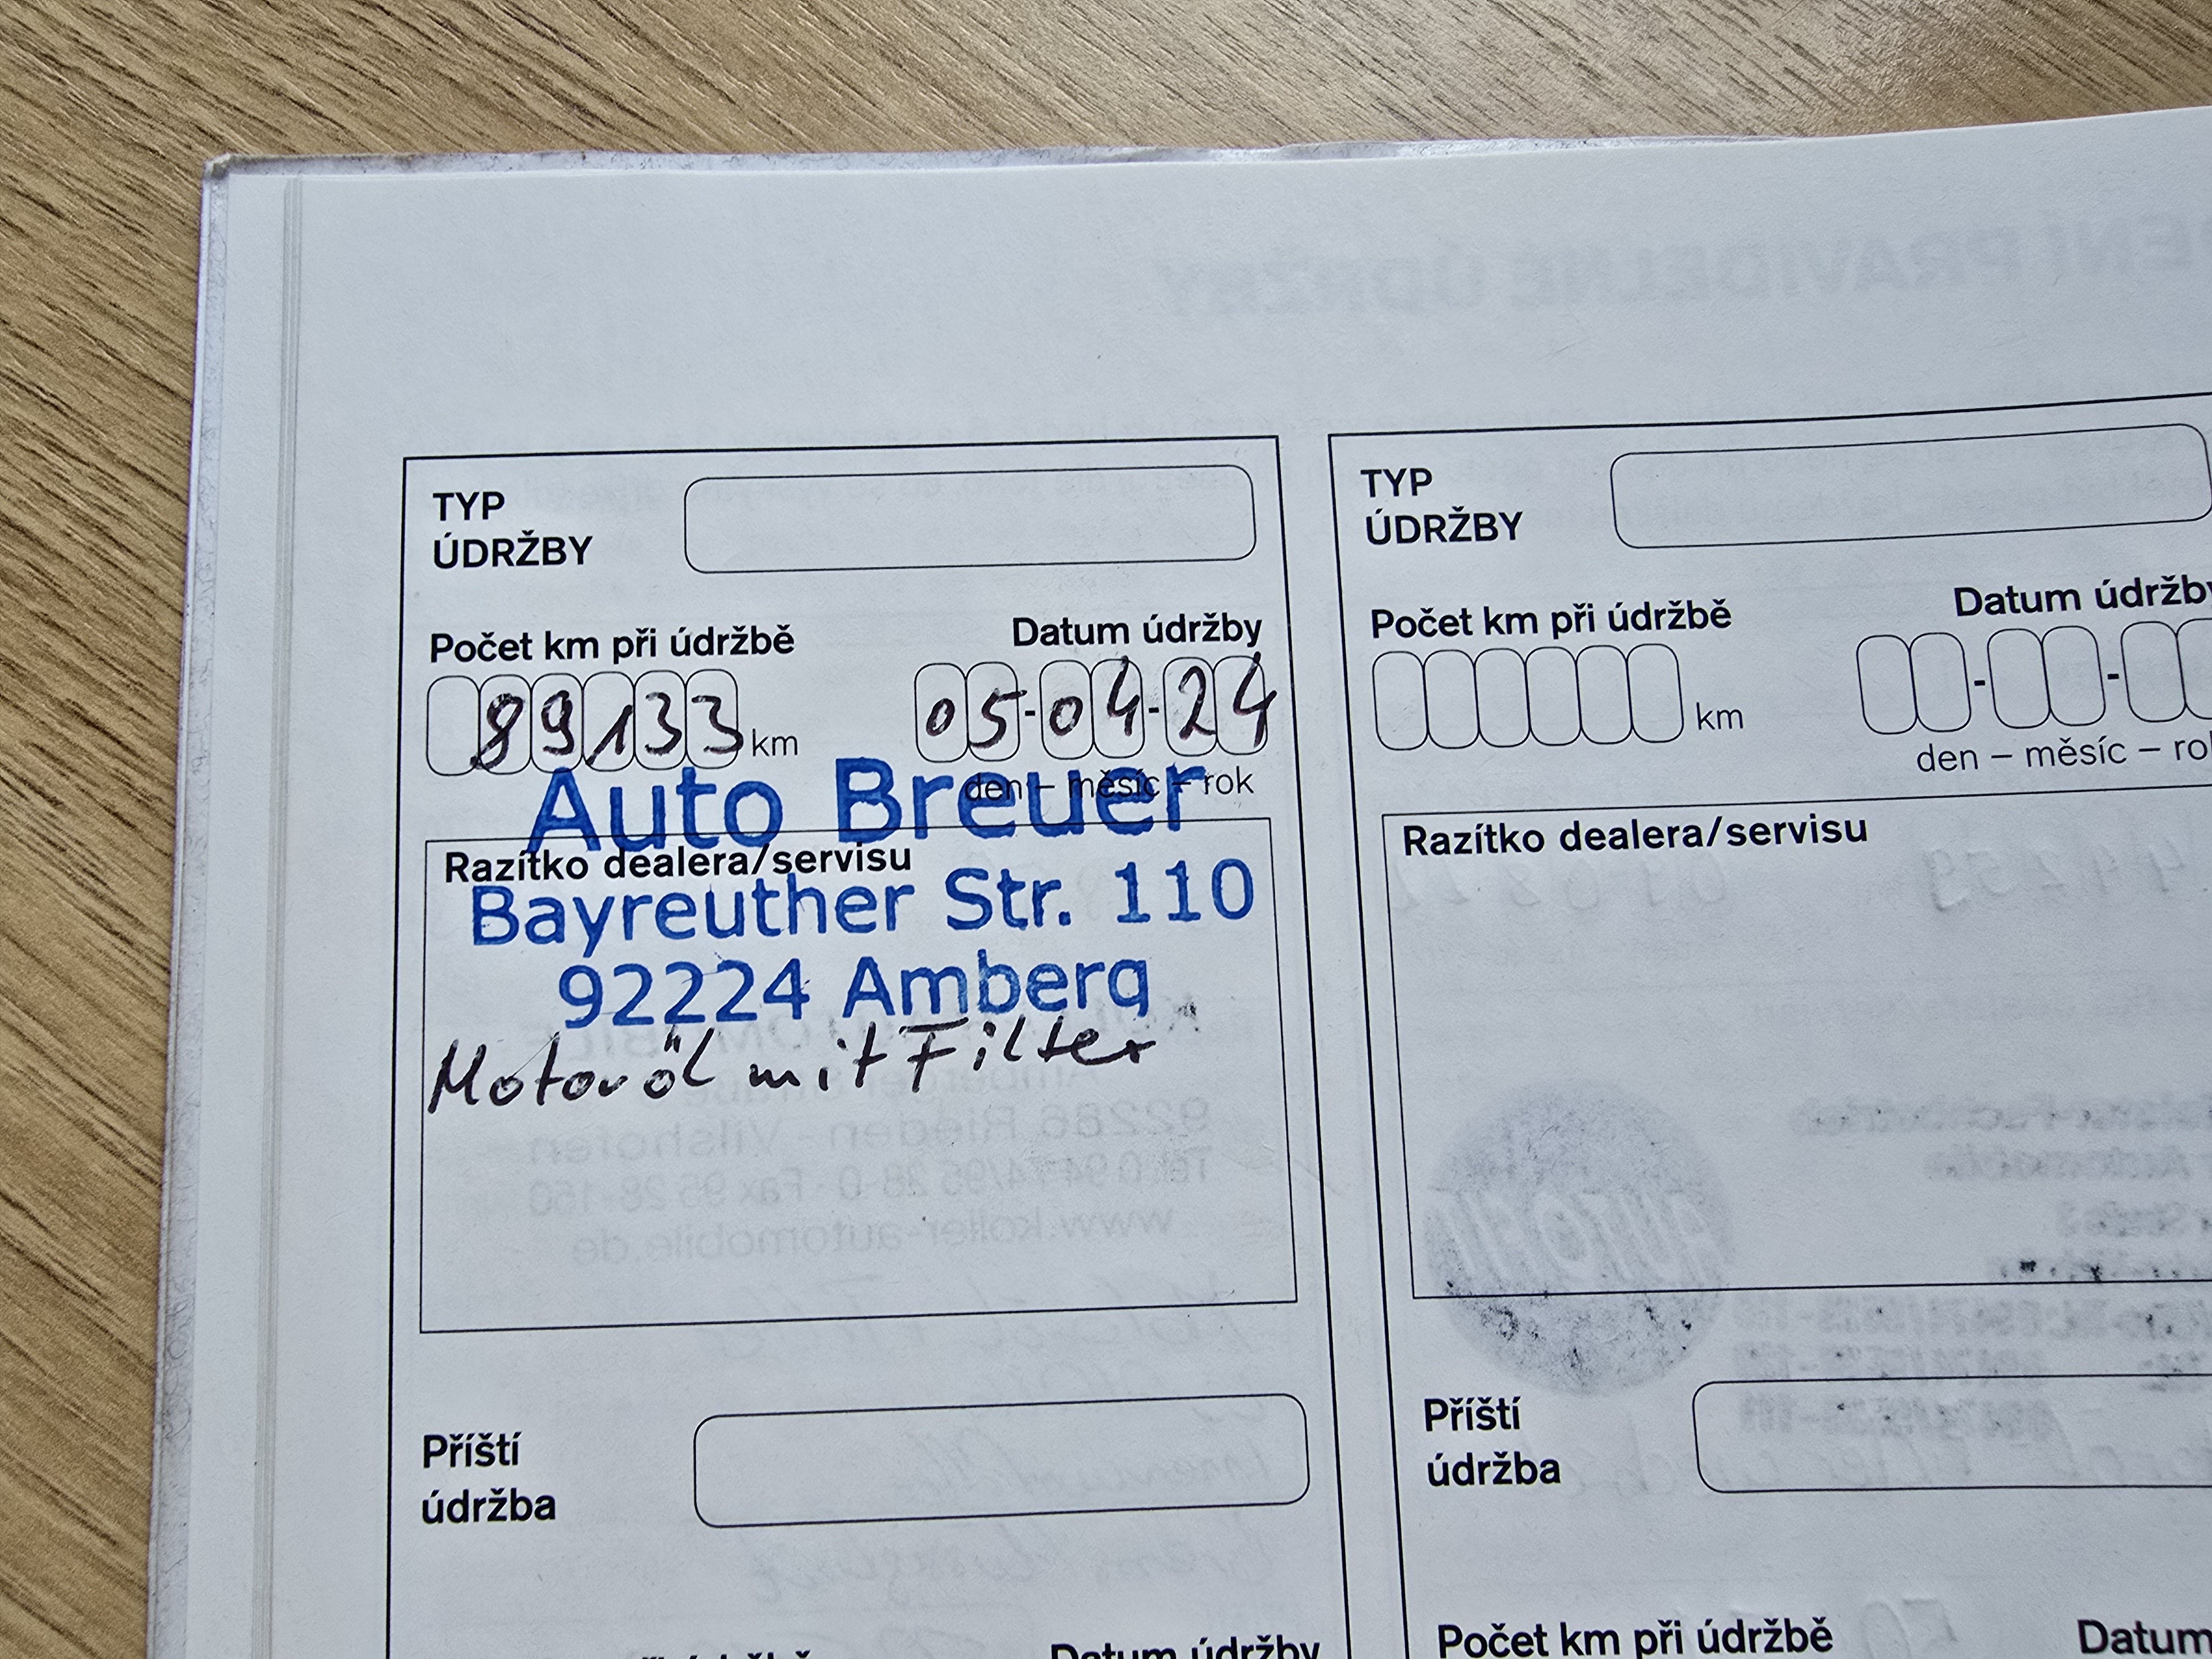 TYP
ÚDRŽBY
Počet km při údržbě
Datum údržby
89133 km
05-04-24
den – měsíc – rok
Auto Breuer
Razítko dealera/servisu
Bayreuther Str. 110
92224 Amberg
Motoröl mit Filter
Příští
údržba
Datum údržby
TYP
ÚDRŽBY
Počet km při údržbě
Datum údržby
km
den – měsíc – ro
Razítko dealera/servisu
Příští
údržba
Počet km při údržbě
Datum